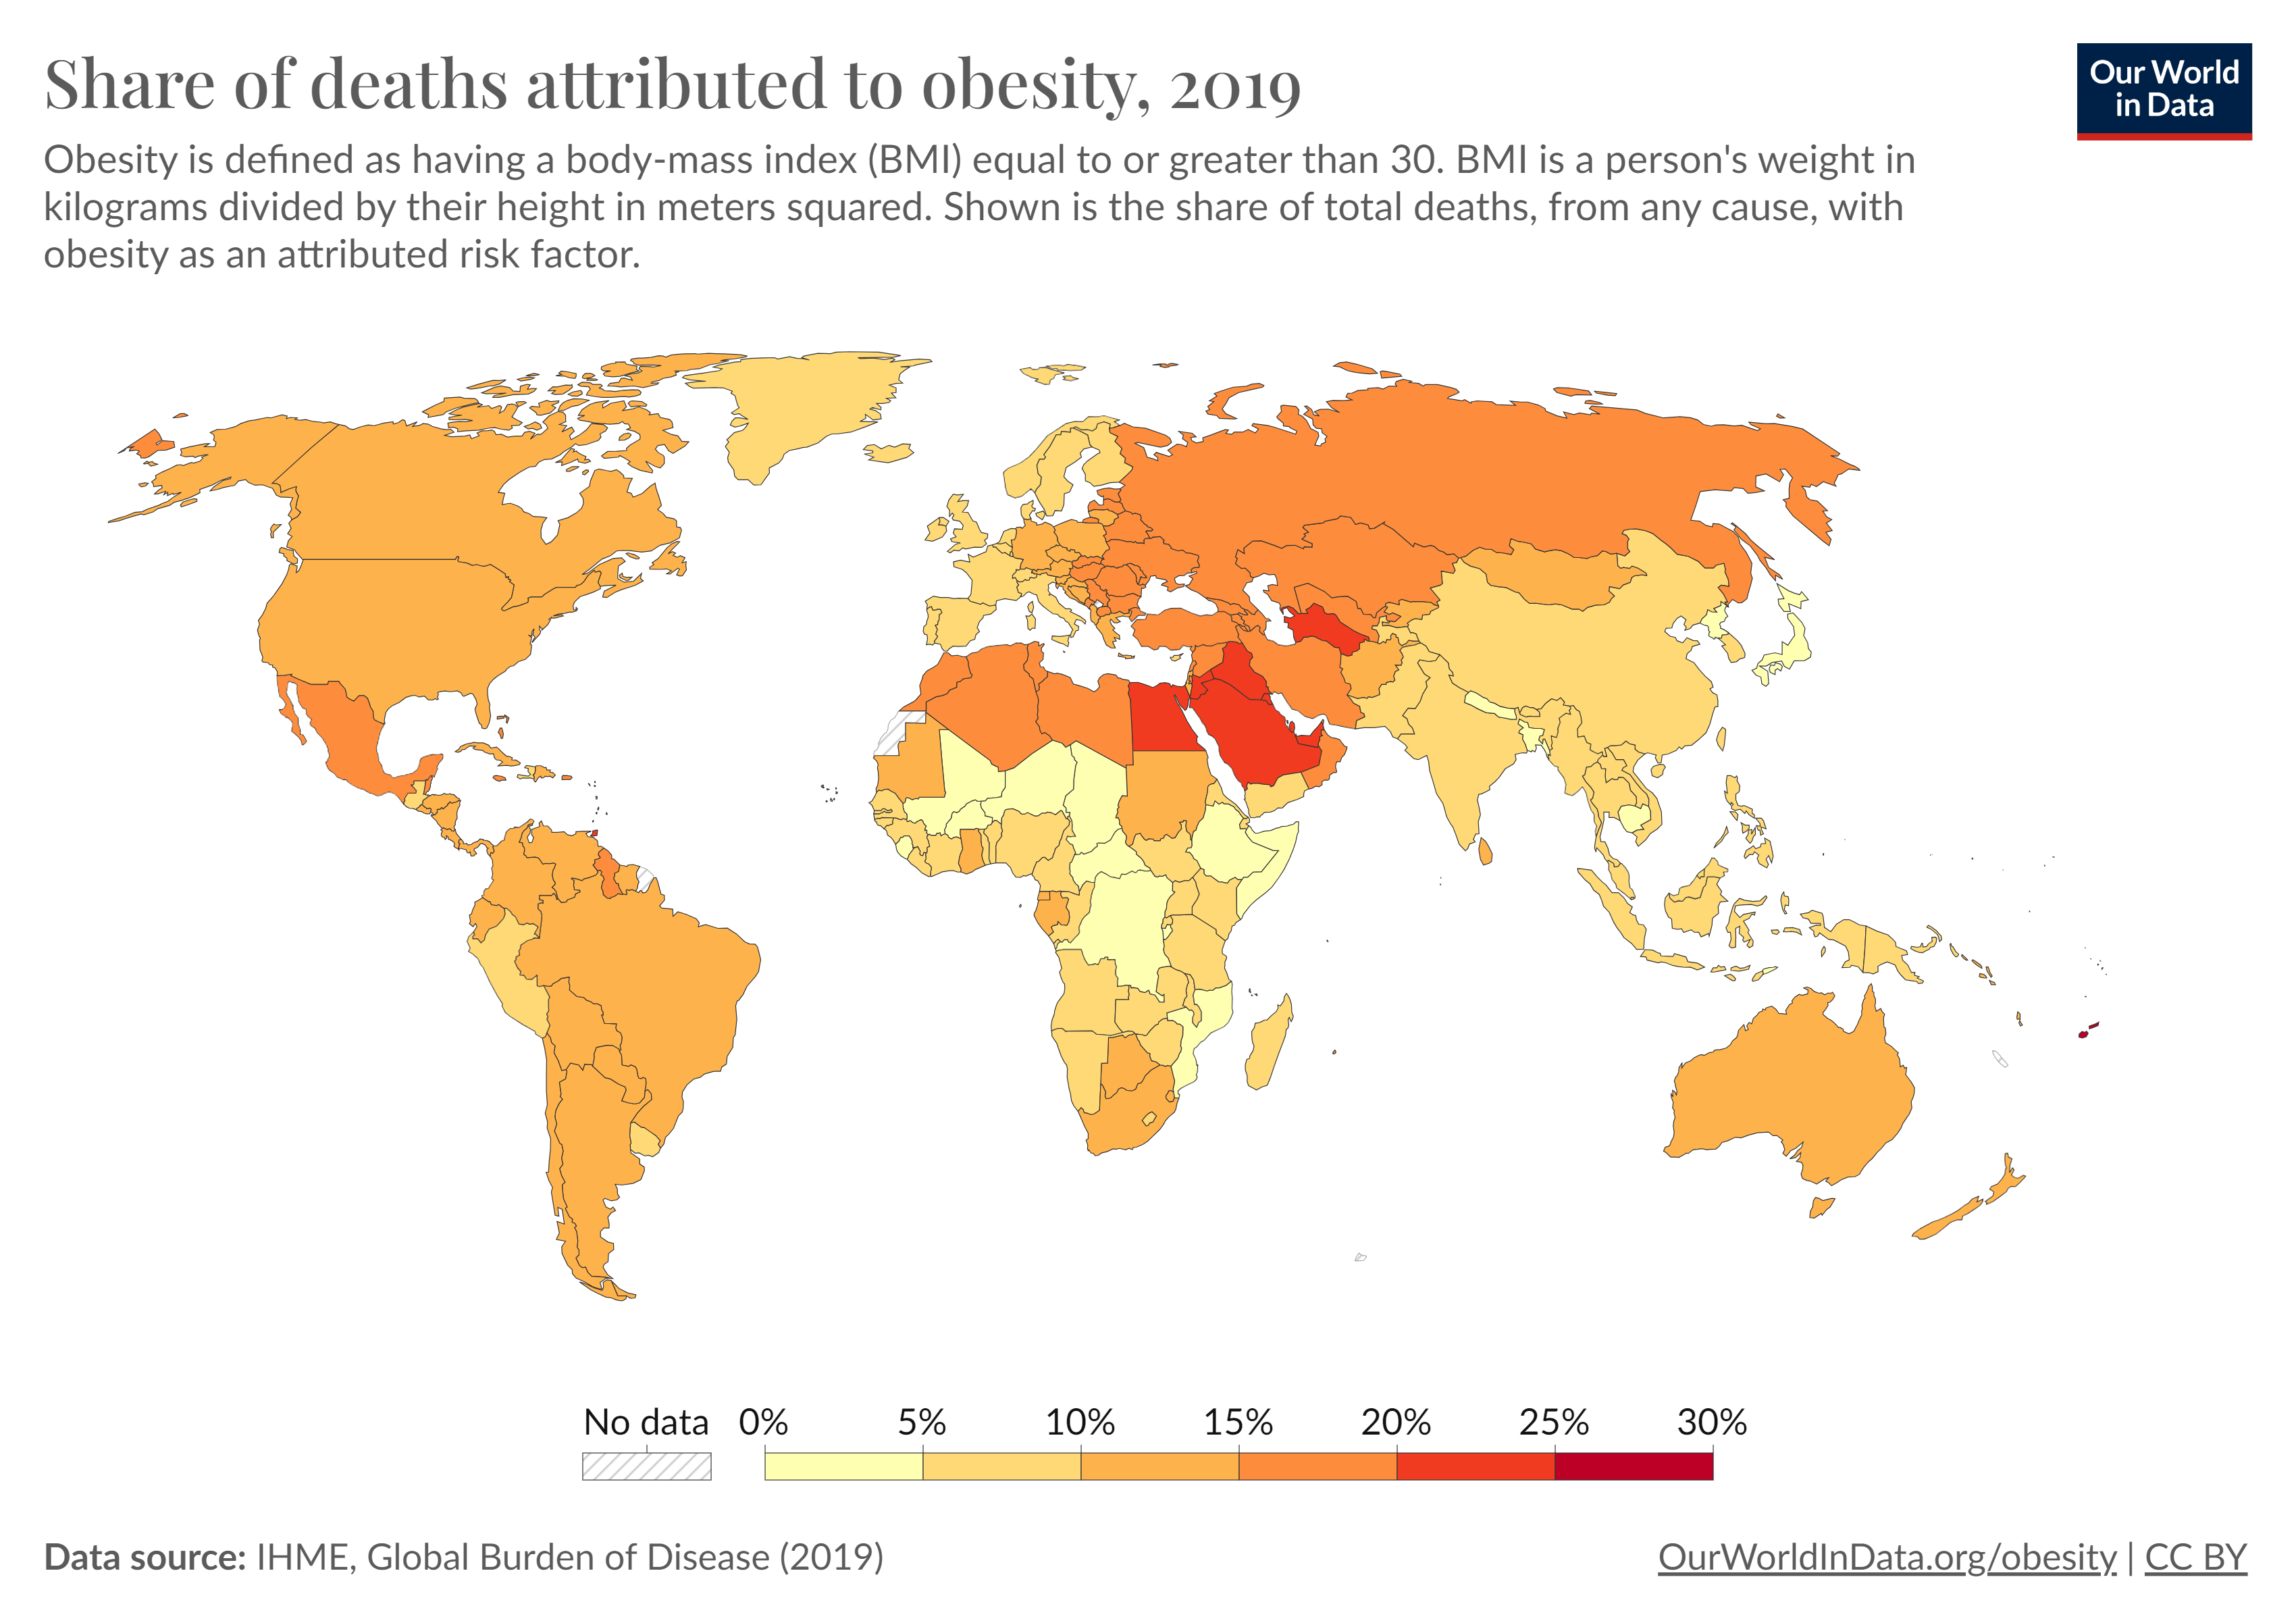 Share of deaths attributed to obesity, 2019
Our World
in Data
Obesity is defined as having a body-mass index (BMI) equal to or greater than 30. BMI is a person's weight in
kilograms divided by their height in meters squared. Shown is the share of total deaths, from any cause, with
obesity as an attributed risk factor.
No data 0% 5% 10% 15% 20% 25% 30%
Data source: IHME, Global Burden of Disease (2019)
OurWorldInData.org/obesity | CC BY